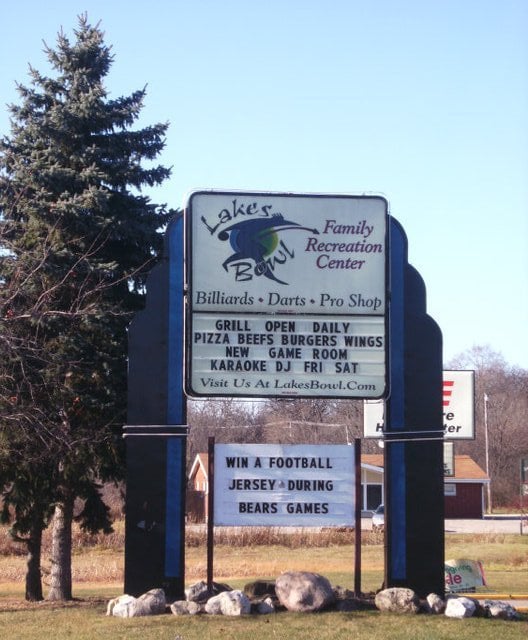 Lakes
Bowl
Family
Recreation
Center
Billiards • Darts • Pro Shop
GRILL OPEN DAILY
PIZZA BEEFS BURGERS WINGS
NEW GAME ROOM
KARAOKE DJ FRI SAT
Visit Us At LakesBowl.Com
WIN A FOOTBALL
JERSEY DURING
BEARS GAMES